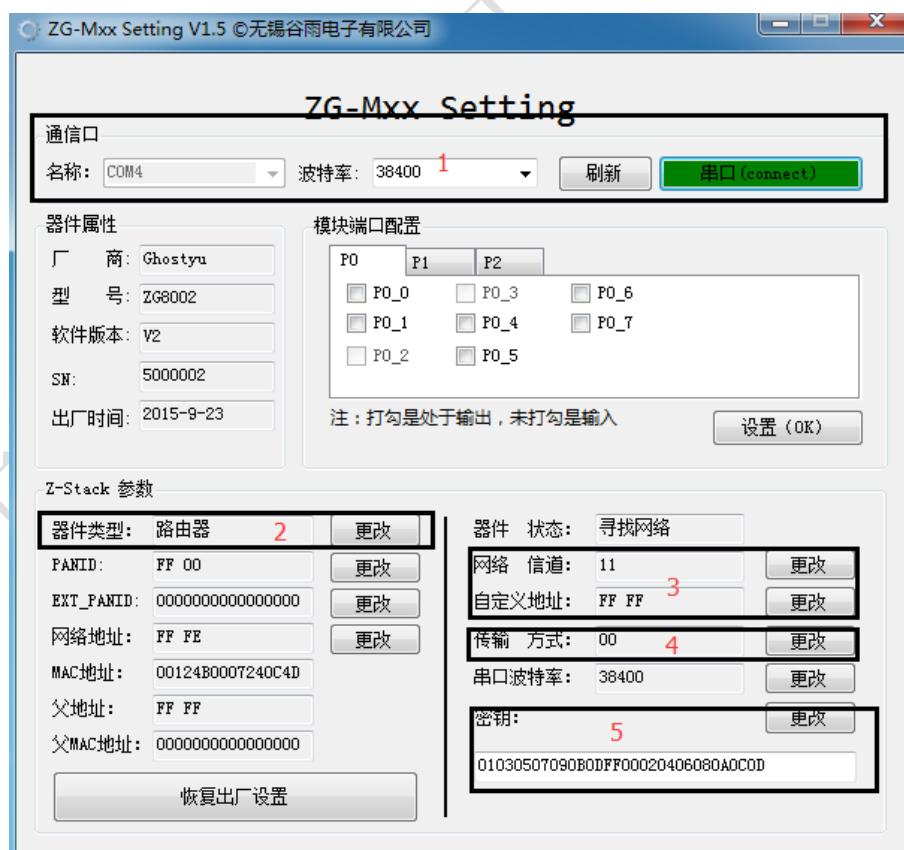 ZG-Mxx Setting V1.5 ©无锡谷雨电子有限公司
ZG-Mxx Setting
通信口
名称: COM4 波特率: 38400 1 刷新 串口(connect)
器件属性
厂 商: Ghostyu
型 号: ZG8002
软件版本: V2
SN: 5000002
出厂时间: 2015-9-23
模块端口配置
P0 P1 P2
P0_0 P0_3 P0_6
P0_1 P0_4 P0_7
P0_2 P0_5
注：打勾是处于输出，未打勾是输入
设置 (OK)
Z-Stack 参数
器件类型: 路由器 2 更改
PANID: FF 00 更改
EXT_PANID: 0000000000000000 更改
网络地址: FF FE 更改
MAC地址: 00124B0007240C4D
父地址: FF FF
父MAC地址: 0000000000000000
恢复出厂设置
器件 状态: 寻找网络
网络 信道: 11 更改
3
自定义地址: FF FF 更改
传输 方式: 00 4 更改
串口波特率: 38400 更改
密钥: 更改
5
01030507090B0DFF00020406080A0C0D